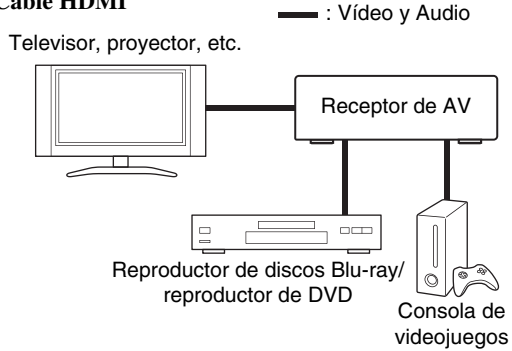 Cable HDMI
: Vídeo y Audio
Televisor, proyector, etc.
Receptor de AV
Reproductor de discos Blu-ray/
reproductor de DVD
Consola de
videojuegos